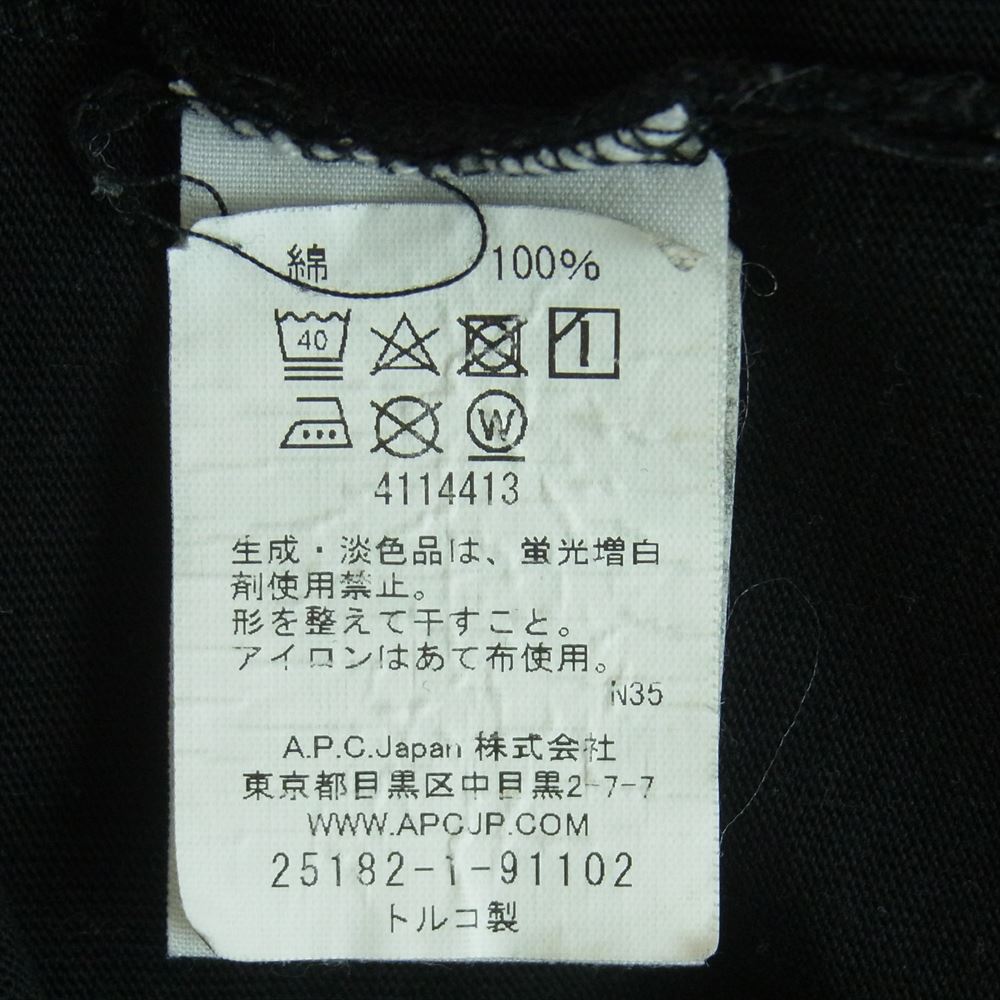 綿 100%
40
W
4114413
生成・淡色品は、蛍光増白
剤使用禁止。
形を整えて干すこと。
アイロンはあて布使用。
N35
A.P.C.Japan 株式会社
東京都目黒区中目黒2-7-7
WWW.APCJP.COM
25182-1-91102
トルコ製